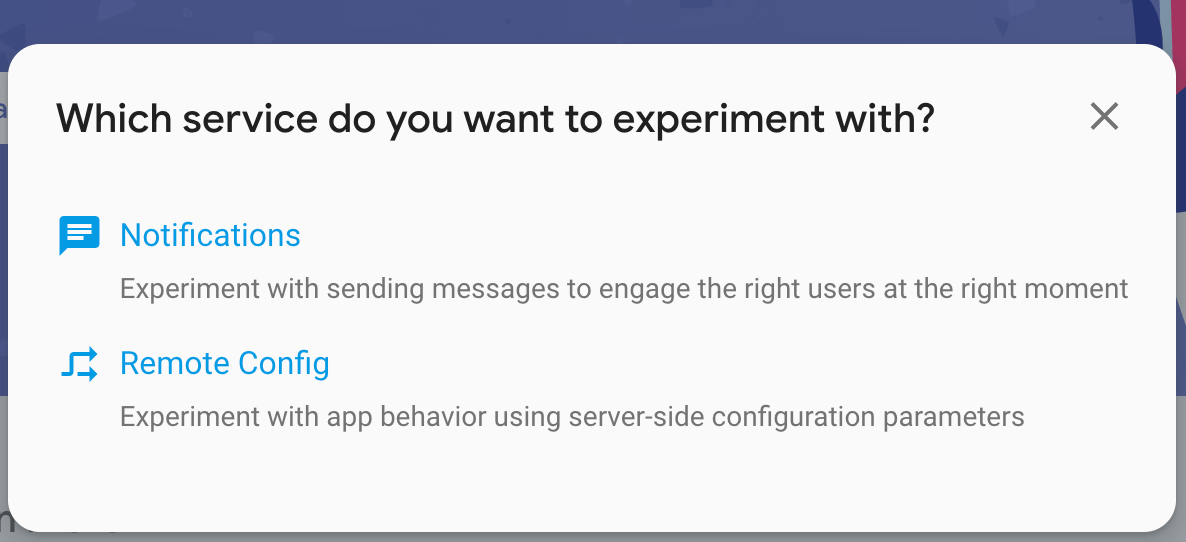 Which service do you want to experiment with?
Notifications
Experiment with sending messages to engage the right users at the right moment
Remote Config
Experiment with app behavior using server-side configuration parameters